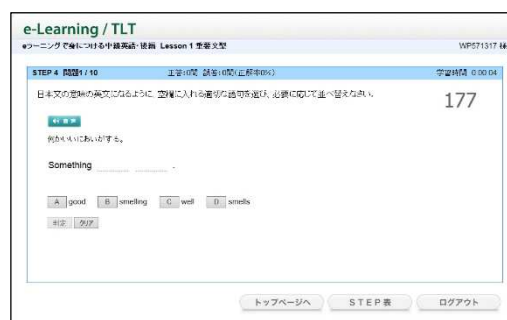 e-Learning / TLT
eラーニングで身につける中級英語・後編 Lesson 1 重要文型
WP571317 様
STEP 4 問題1 / 10
正答:0問 誤答:0問(正解率0%)
学習時間 0:00:04
日本文の意味の英文になるように、空欄に入れる適切な語句を選び、必要に応じて並べ替えなさい。
177
音声
何かいいにおいがする。
Something .
A good B smelling C well D smells
判定 クリア
トップページへ STEP表 ログアウト